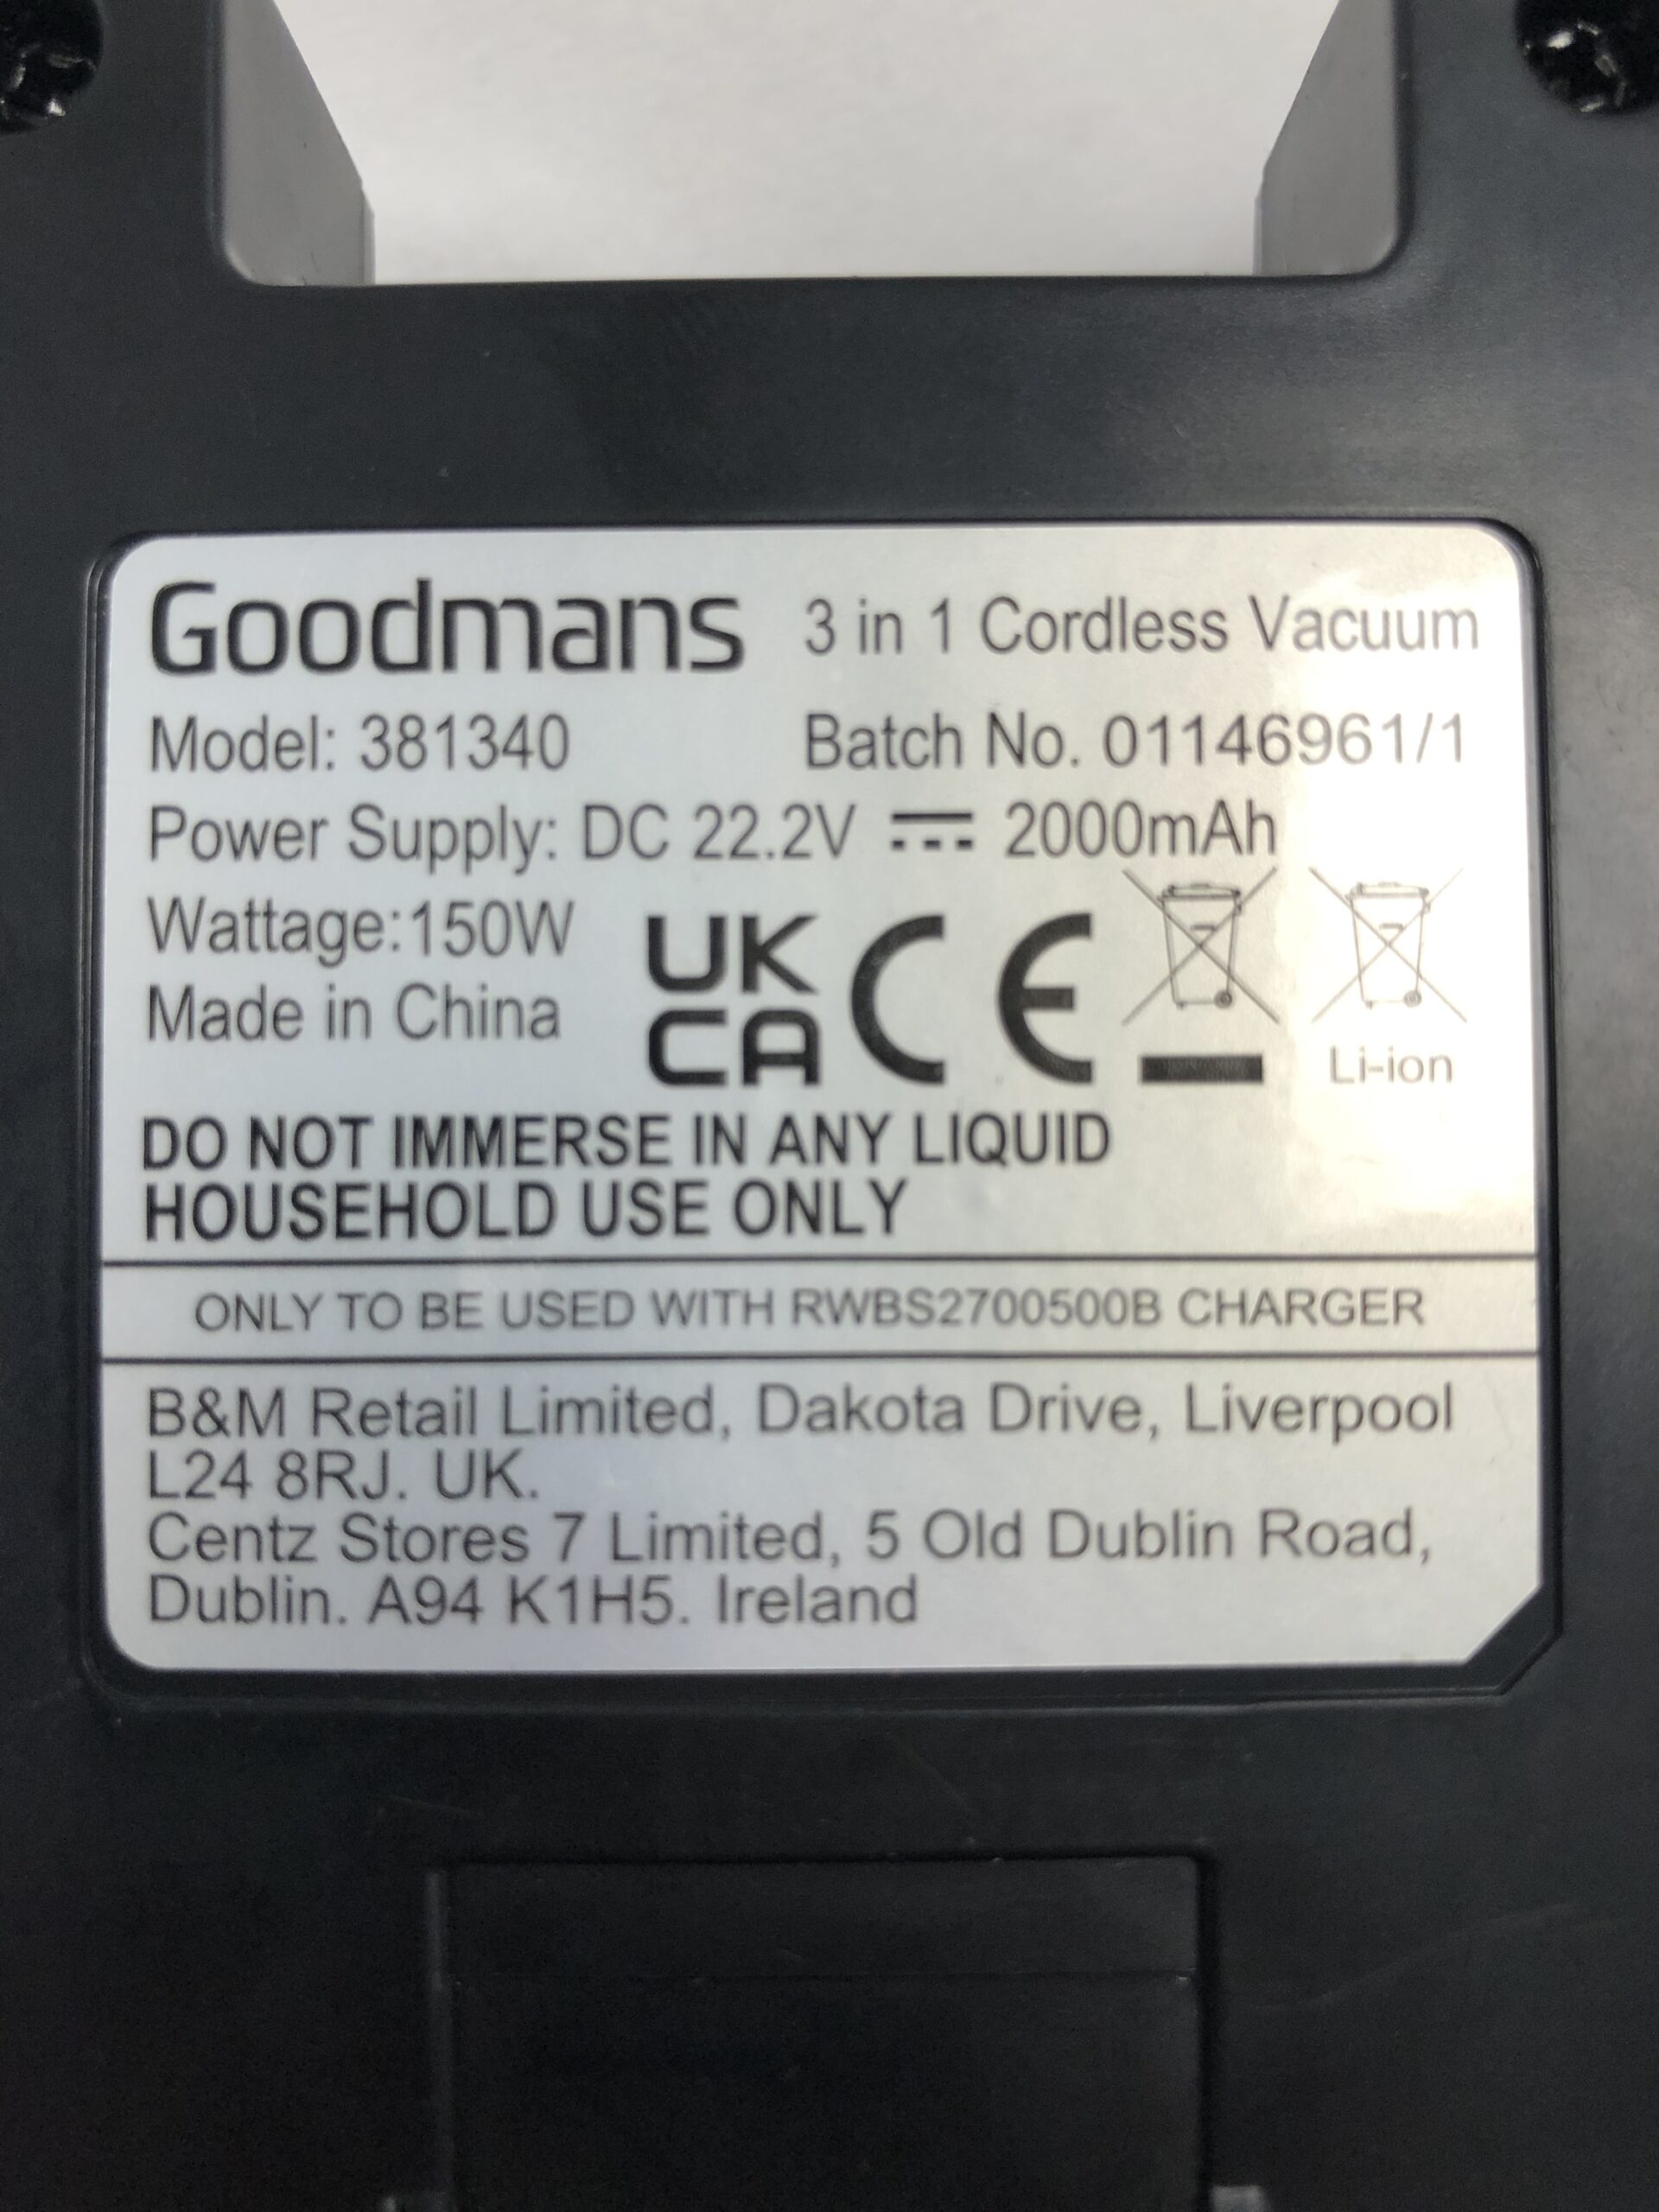 Goodmans 3 in 1 Cordless Vacuum
Model: 381340 Batch No. 01146961/1
Power Supply: DC 22.2V ⎓ 2000mAh
Wattage:150W
Made in China
UK
CA CE
Li-ion
DO NOT IMMERSE IN ANY LIQUID
HOUSEHOLD USE ONLY
ONLY TO BE USED WITH RWBS2700500B CHARGER
B&M Retail Limited, Dakota Drive, Liverpool
L24 8RJ. UK.
Centz Stores 7 Limited, 5 Old Dublin Road,
Dublin. A94 K1H5. Ireland